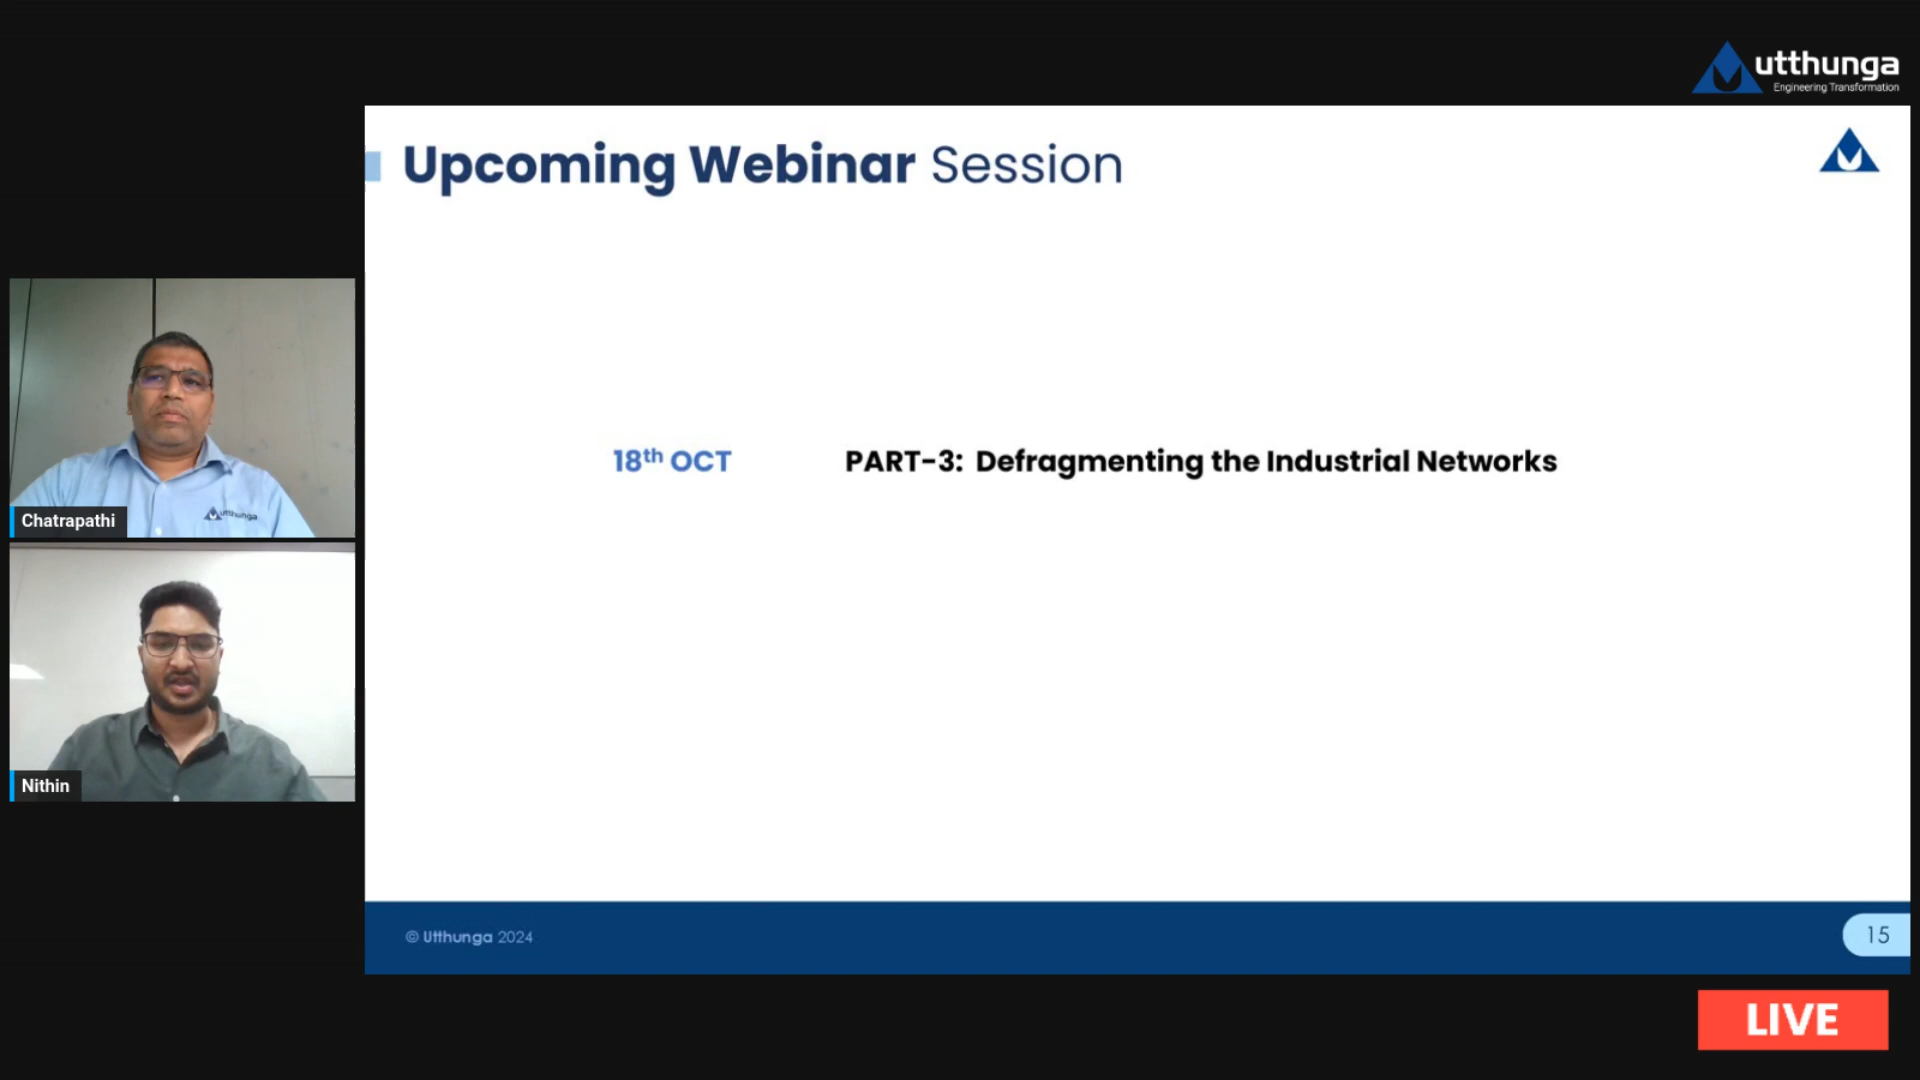 utthunga
Engineering Transformation
Upcoming Webinar Session
18th OCT PART-3: Defragmenting the Industrial Networks
utthunga
Chatrapathi
Nithin
© Utthunga 2024
15
LIVE